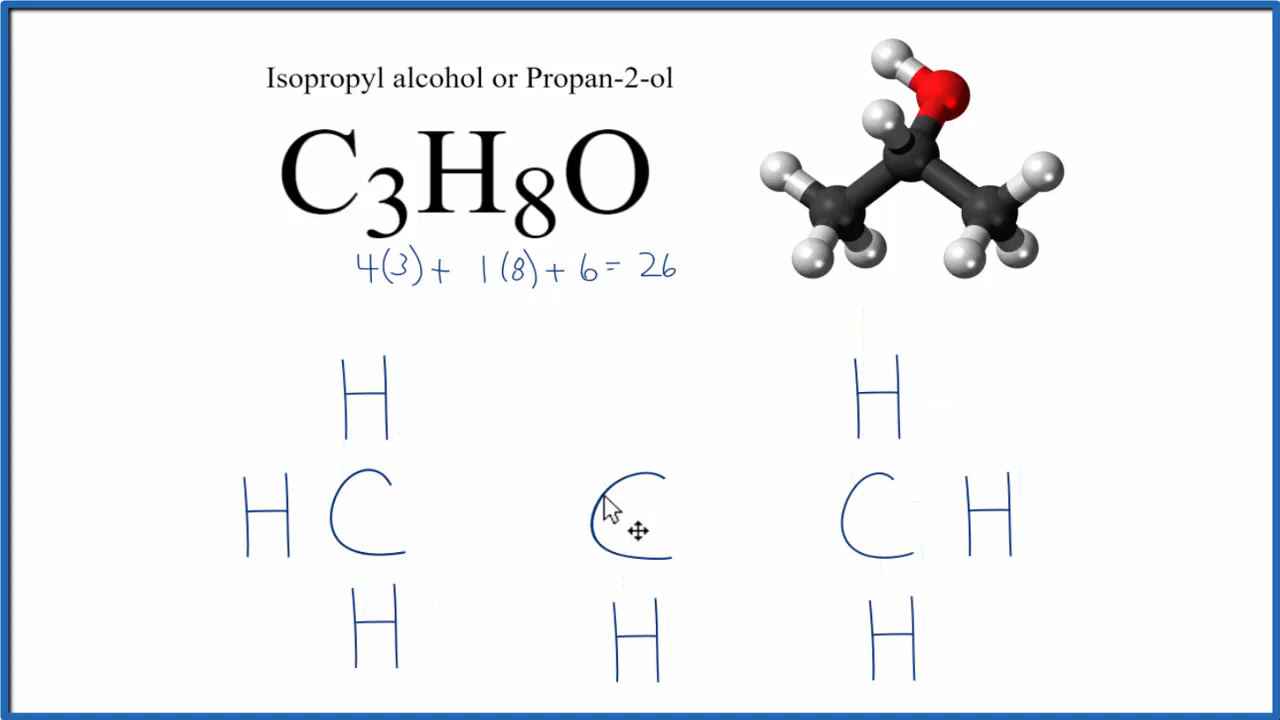 Isopropyl alcohol or Propan-2-ol
C₃H₈O
4(3) + 1(8) + 6 = 26
H H
H C C C H
H H H